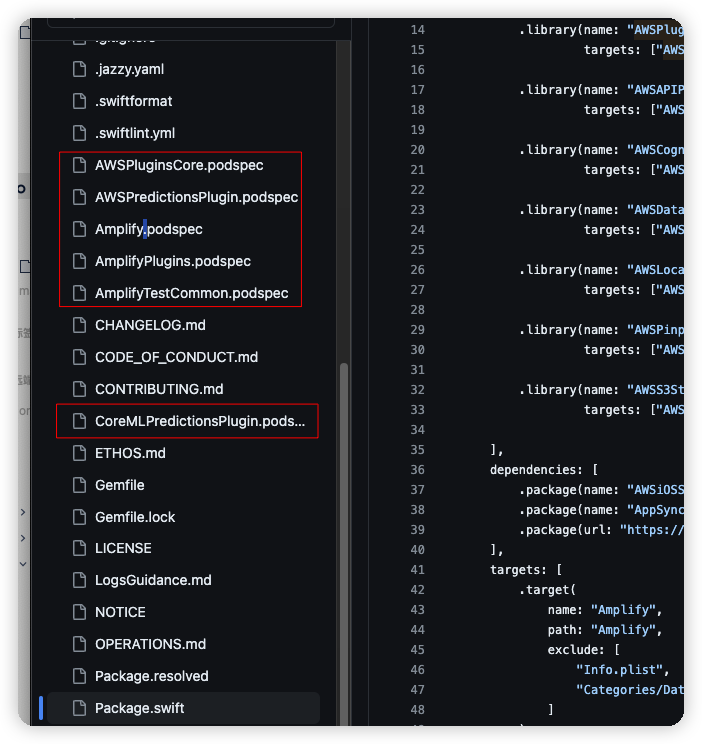 .jazzy.yaml
.swiftformat
.swiftlint.yml
AWSPluginsCore.podspec
AWSPredictionsPlugin.podspec
Amplify.podspec
AmplifyPlugins.podspec
AmplifyTestCommon.podspec
CHANGELOG.md
CODE_OF_CONDUCT.md
CONTRIBUTING.md
CoreMLPredictionsPlugin.pods...
ETHOS.md
Gemfile
Gemfile.lock
LICENSE
LogsGuidance.md
NOTICE
OPERATIONS.md
Package.resolved
Package.swift
14 .library(name: "AWSPlug
15 targets: ["AWS
16
17 .library(name: "AWSAPIP
18 targets: ["AWS
19
20 .library(name: "AWSCogn
21 targets: ["AWS
22
23 .library(name: "AWSData
24 targets: ["AWS
25
26 .library(name: "AWSLoca
27 targets: ["AWS
28
29 .library(name: "AWSPinp
30 targets: ["AWS
31
32 .library(name: "AWSS3St
33 targets: ["AWS
34
35 ],
36 dependencies: [
37 .package(name: "AWSiOSS
38 .package(name: "AppSync
39 .package(url: "https://
40 ],
41 targets: [
42 .target(
43 name: "Amplify",
44 path: "Amplify",
45 exclude: [
46 "Info.plist",
47 "Categories/Dat
48 ]